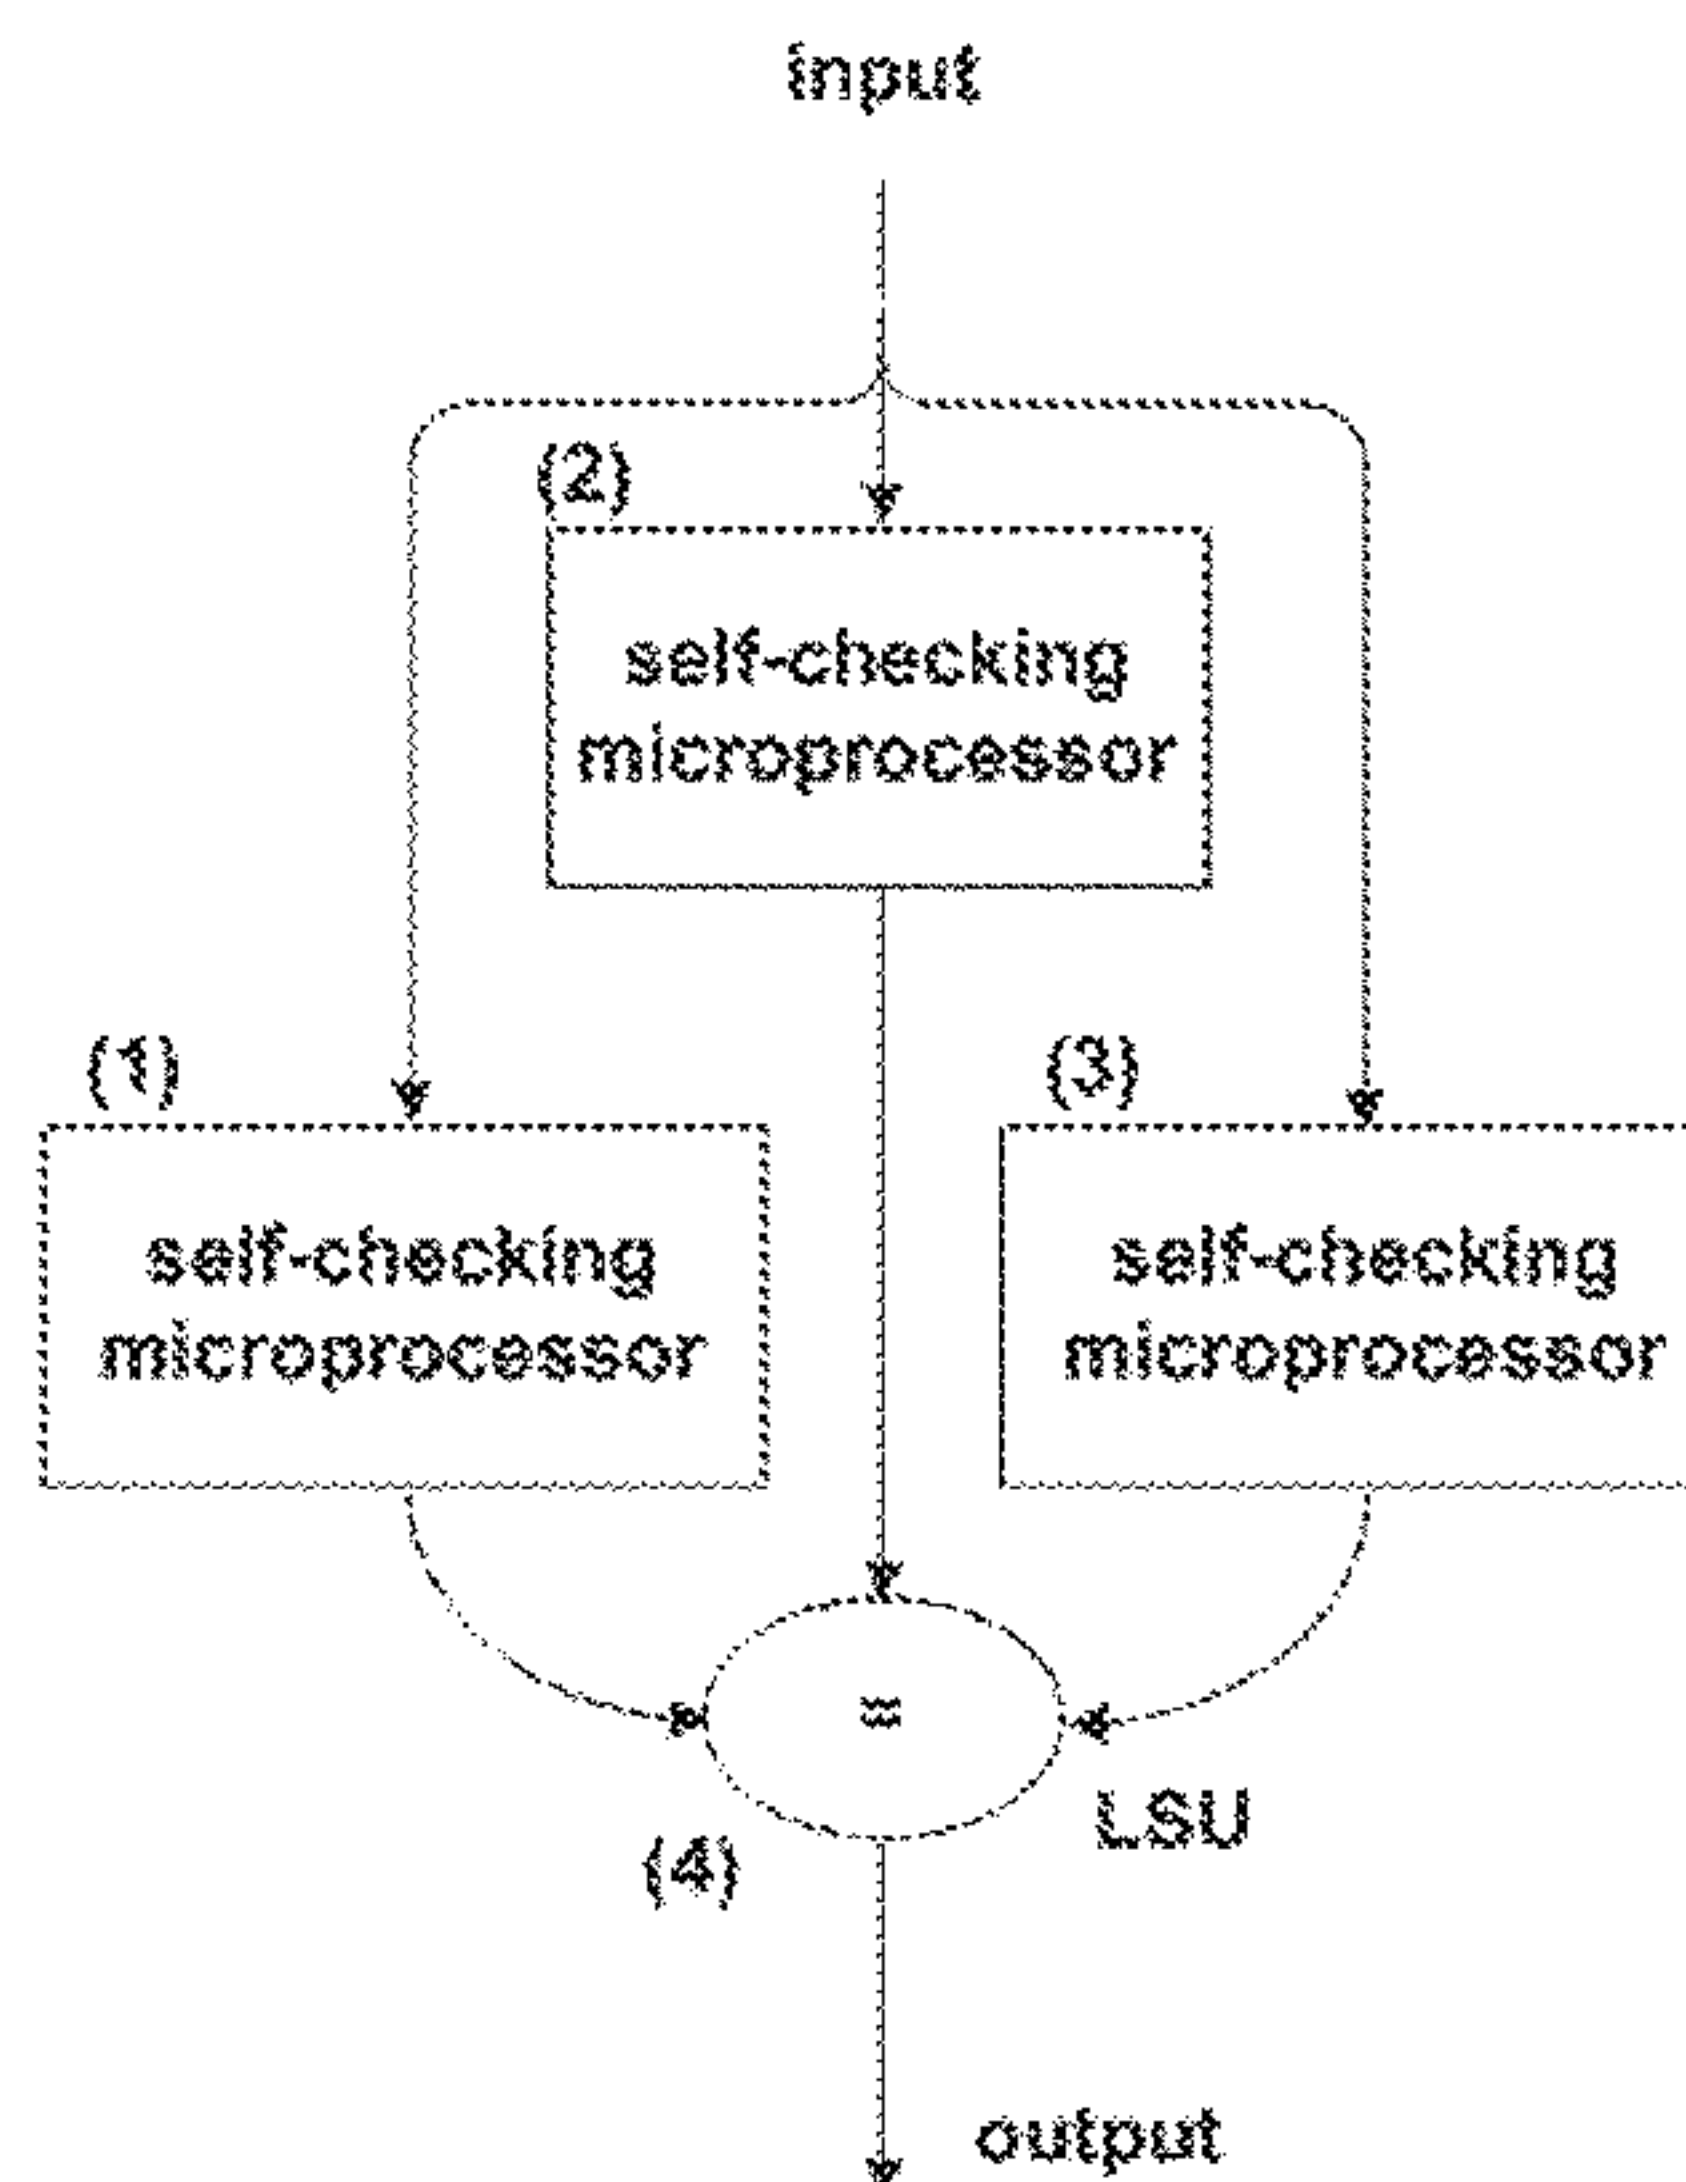 input
(2)
self-checking
microprocessor
(1)
(3)
self-checking
microprocessor
self-checking
microprocessor
=
LSU
(4)
output